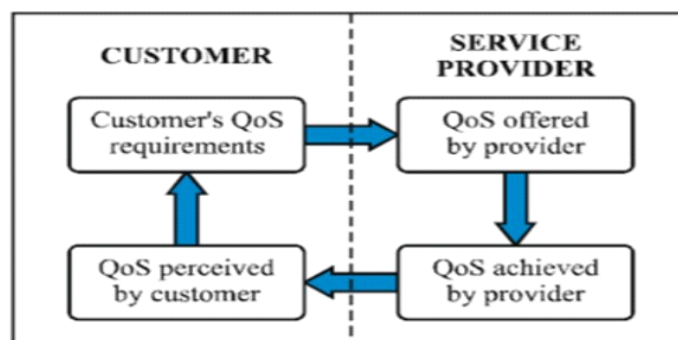 CUSTOMER
SERVICE
PROVIDER
Customer's QoS
requirements
QoS offered
by provider
QoS perceived
by customer
QoS achieved
by provider